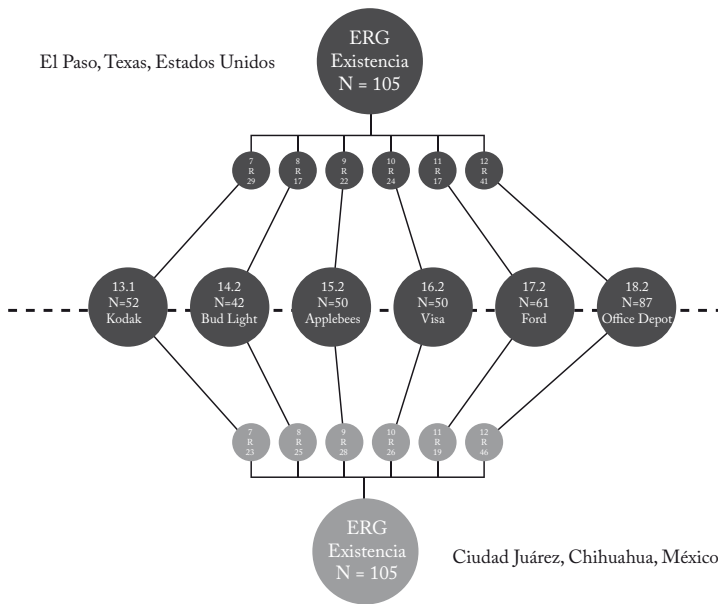 ERG
Existencia
N = 105
El Paso, Texas, Estados Unidos
7
R
29
8
R
17
9
R
22
10
R
24
11
R
17
12
R
41
13.1
N=52
Kodak
14.2
N=42
Bud Light
15.2
N=50
Applebees
16.2
N=50
Visa
17.2
N=61
Ford
18.2
N=87
Office Depot
7
R
23
8
R
25
9
R
28
10
R
26
11
R
19
12
R
46
ERG
Existencia
N = 105
Ciudad Juárez, Chihuahua, México